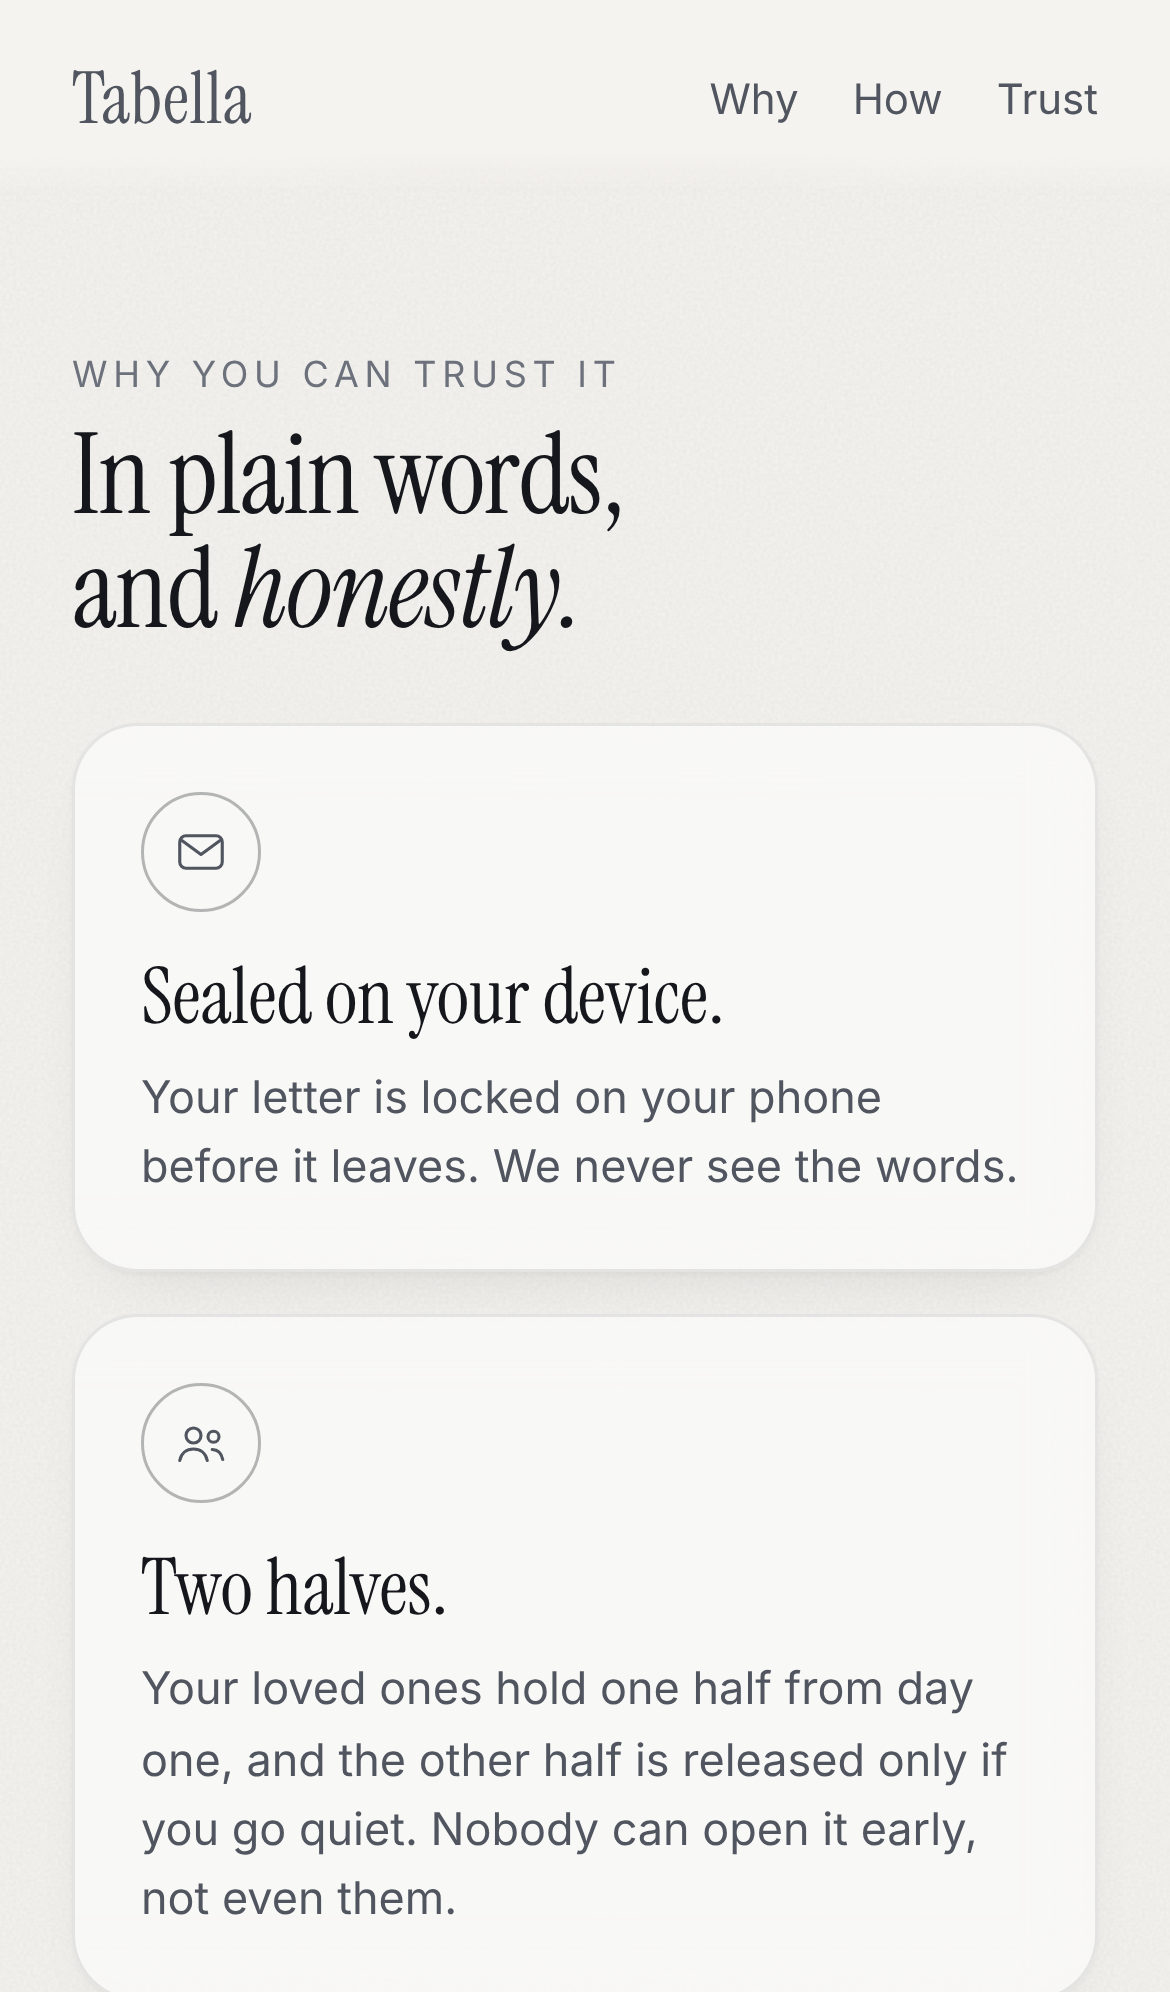 Tabella
Why How Trust
WHY YOU CAN TRUST IT
In plain words,
and honestly.
Sealed on your device.
Your letter is locked on your phone
before it leaves. We never see the words.
Two halves.
Your loved ones hold one half from day
one, and the other half is released only if
you go quiet. Nobody can open it early,
not even them.